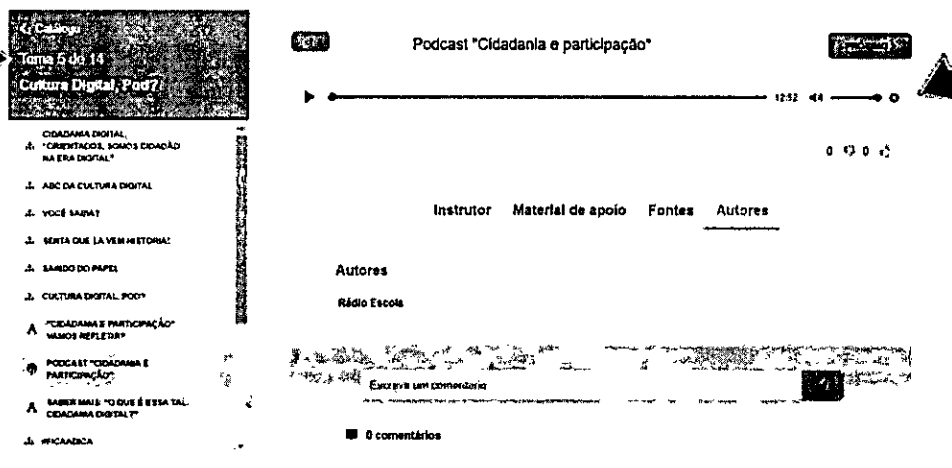 Tema 5 de 14
Cultura Digital, Pod?
CIDADANIA DIGITAL,
"ORIENTADOS, SOMOS CIDADÃO
NA ERA DIGITAL"
ABC DA CULTURA DIGITAL
VOCÊ SABIA?
SENTA QUE LÁ VEM HISTÓRIA!
SAINDO DO PAPEL
CULTURA DIGITAL, POD?
"CIDADANIA E PARTICIPAÇÃO"
VAMOS REFLETIR?
PODCAST "CIDADANIA E
PARTICIPAÇÃO"
SABER MAIS: "O QUE É ESSA TAL
CIDADANIA DIGITAL?"
#FICAADICA
Podcast "Cidadania e participação"
12:52
0 0
Instrutor Material de apoio Fontes Autores
Autores
Rádio Escola
Escreva um comentário
0 comentários